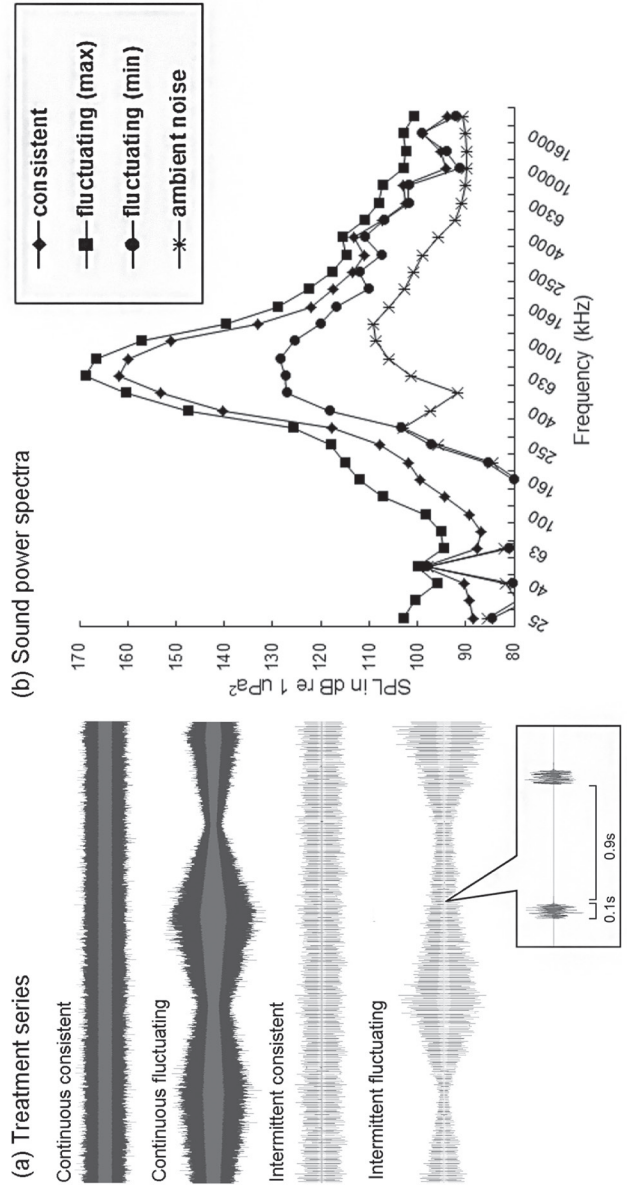 (a) Treatment series
Continuous consistent
Continuous fluctuating
Intermittent consistent
Intermittent fluctuating
0.1s
0.9s
(b) Sound power spectra
consistent
fluctuating (max)
fluctuating (min)
ambient noise
SPL in dB re 1 uPa²
170
160
150
140
130
120
110
100
90
80
25
40
63
100
160
250
400
630
1000
1600
2500
4000
6300
10000
16000
Frequency (kHz)